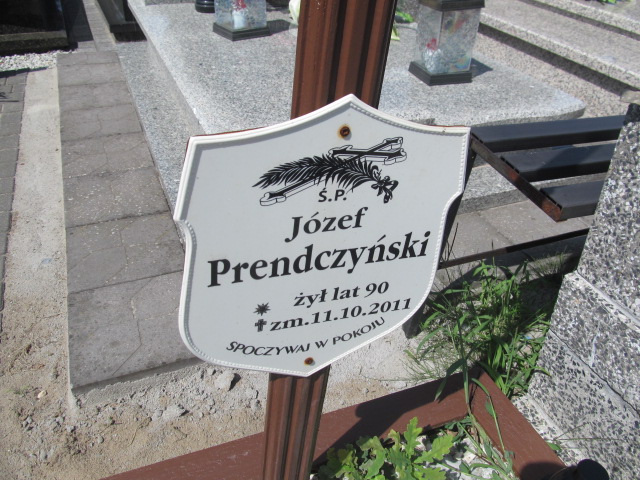 Ś.P.
Józef
Prendczyński
żył lat 90
zm.11.10.2011
SPOCZYWAJ W POKOJU